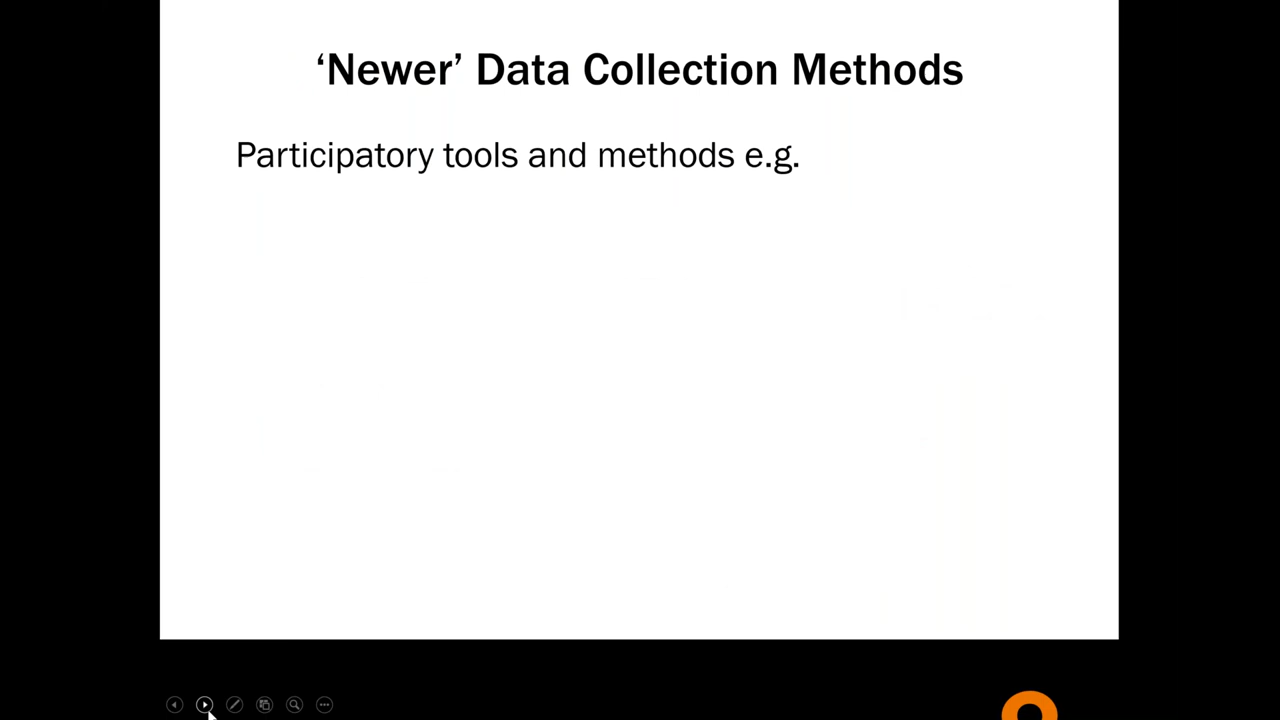 ‘Newer’ Data Collection Methods
Participatory tools and methods e.g.